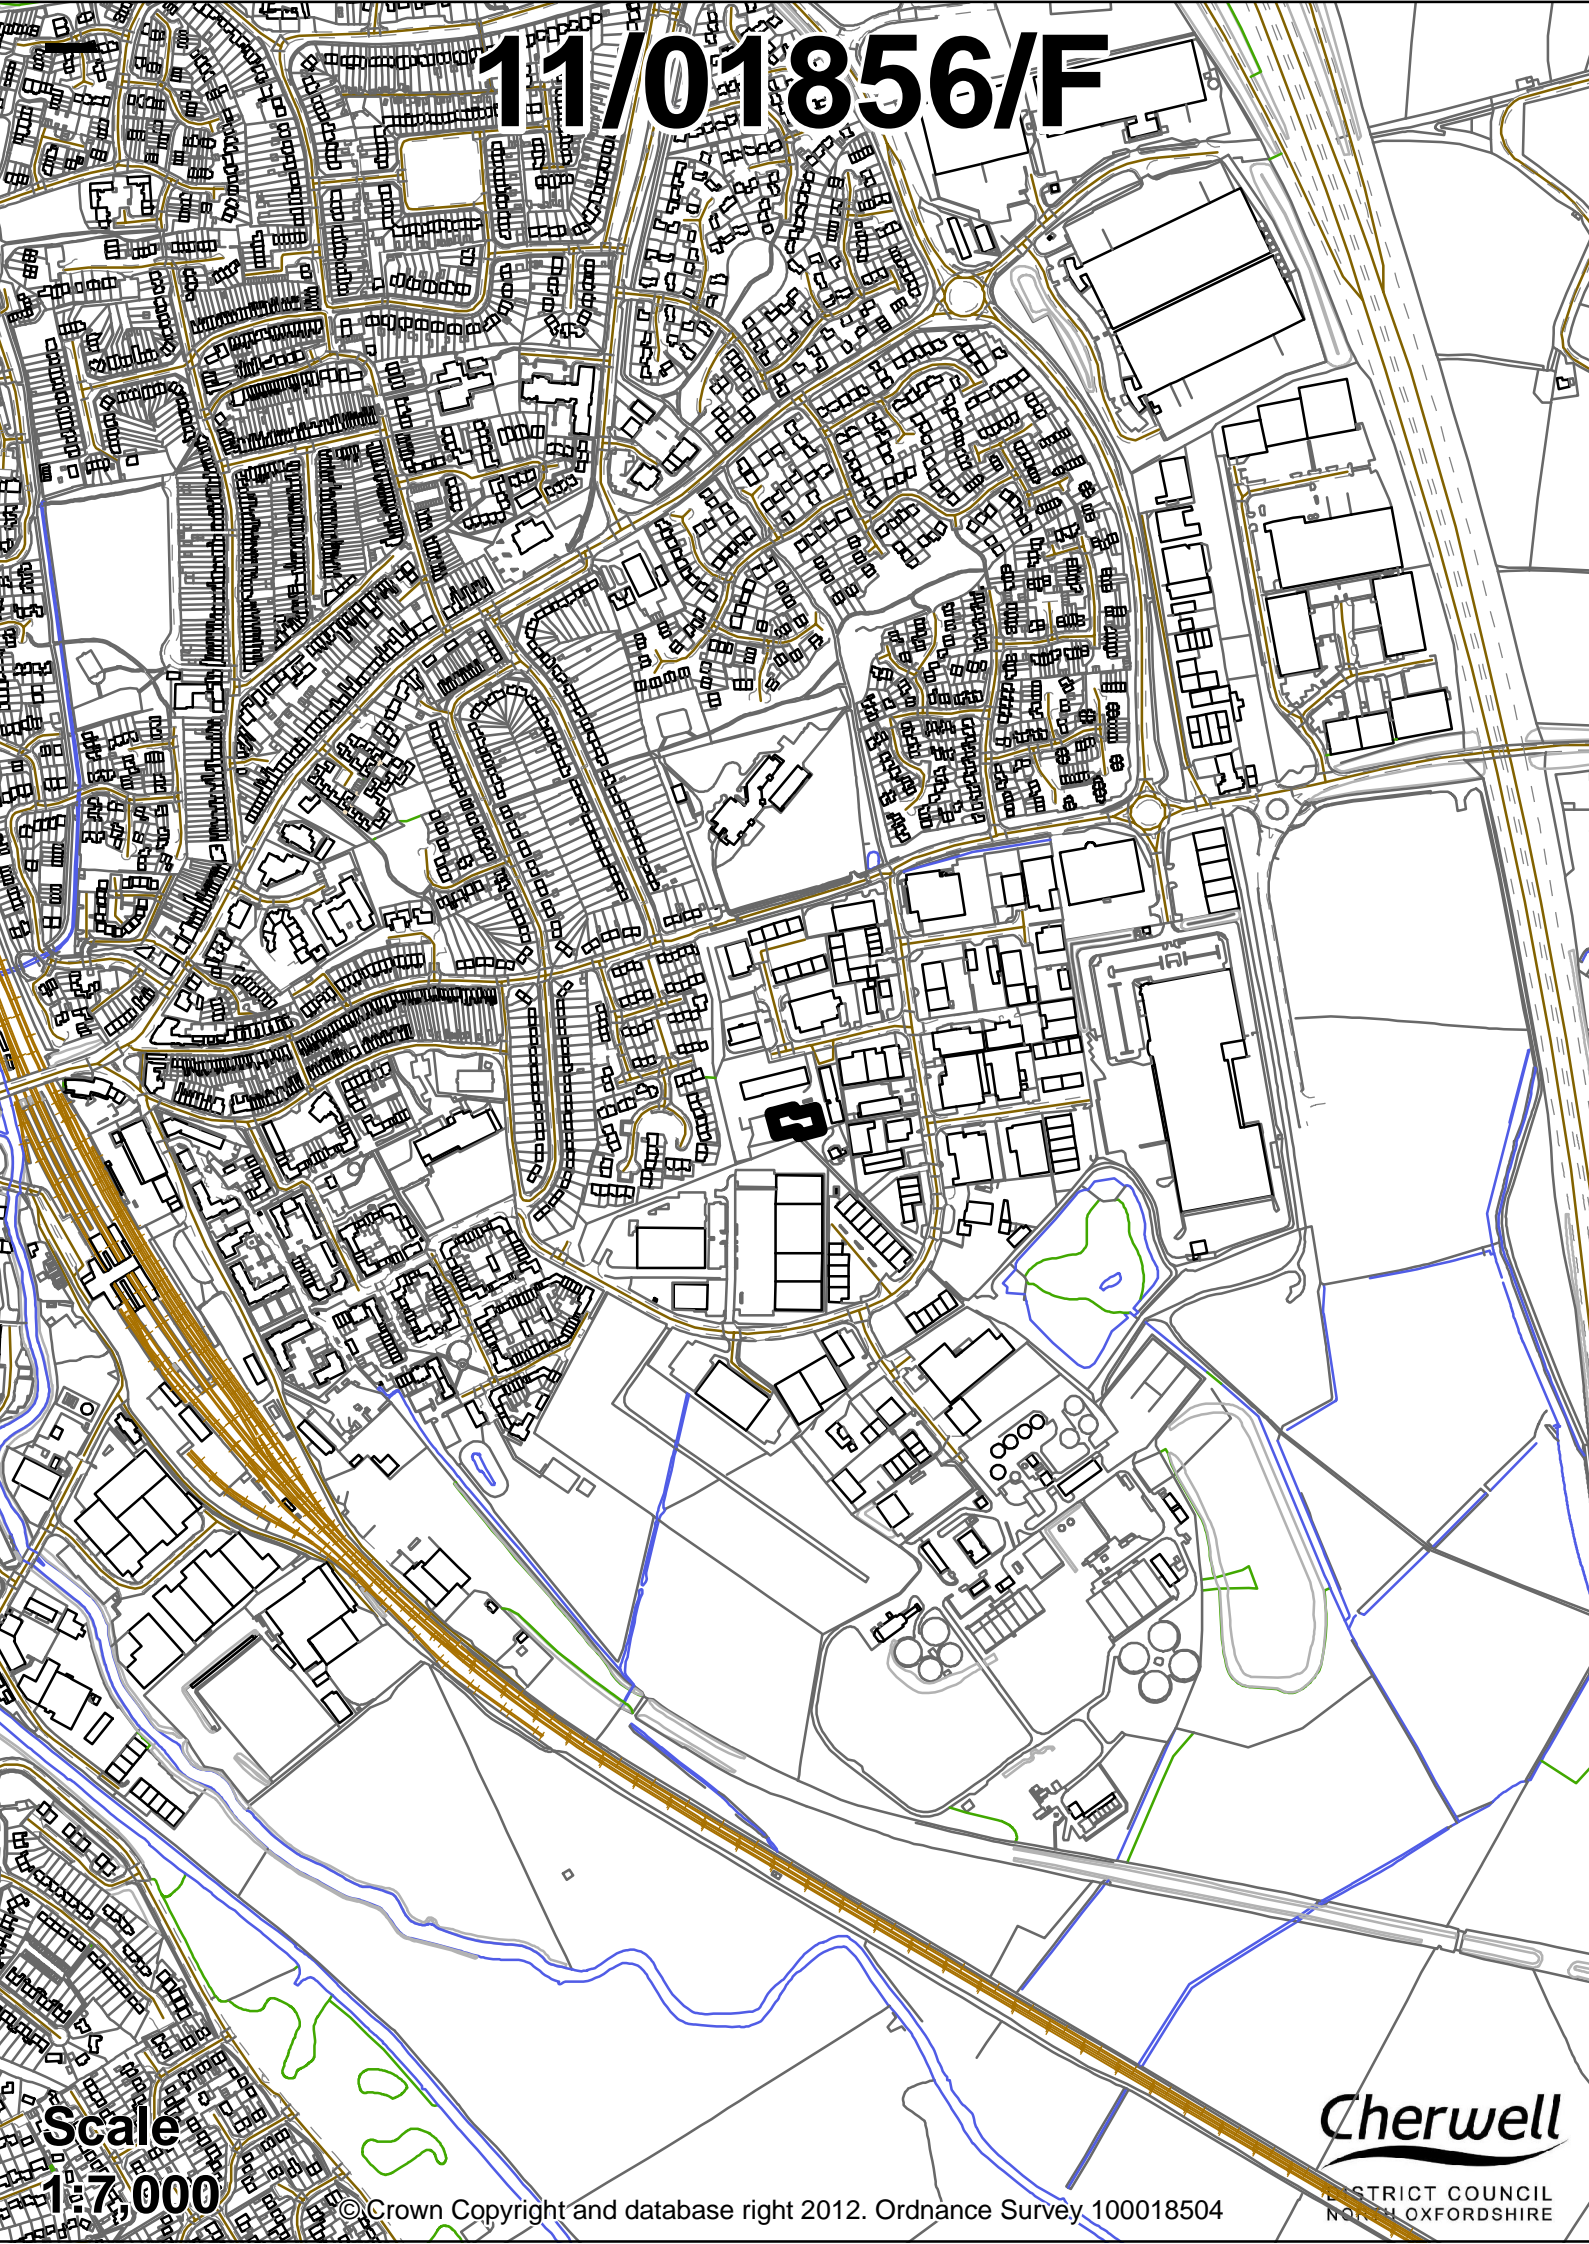 11/01856/F
Scale
1:7,000
© Crown Copyright and database right 2012. Ordnance Survey 100018504
Cherwell
DISTRICT COUNCIL
NORTH OXFORDSHIRE